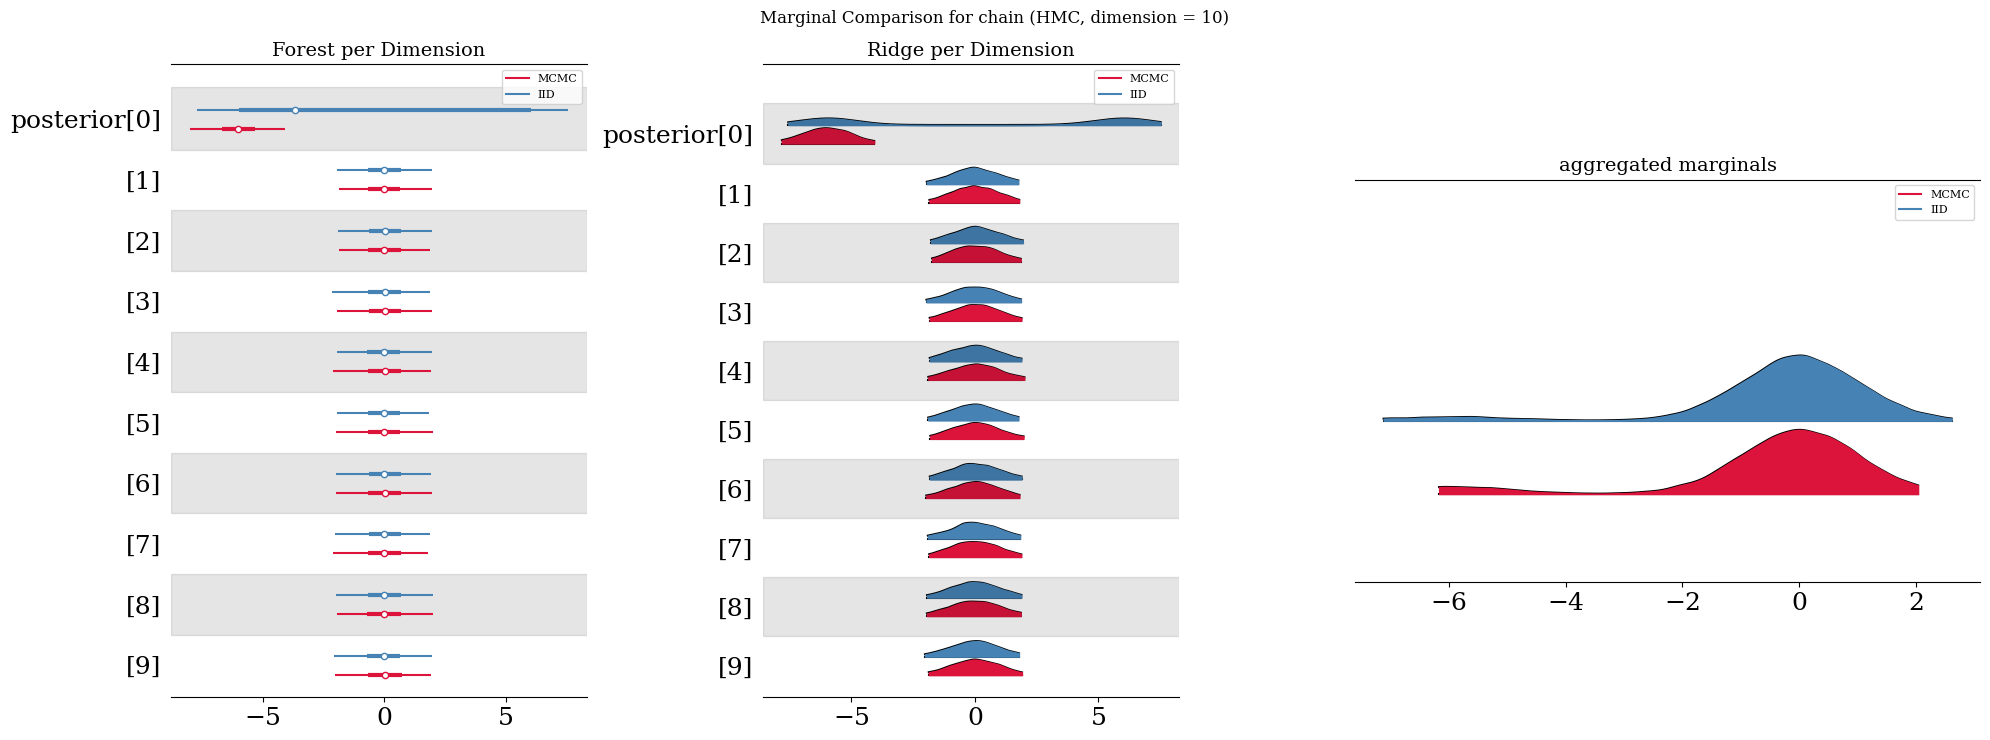 Marginal Comparison for chain (HMC, dimension = 10)
Forest per Dimension
MCMC
IID
posterior[0]
[1]
[2]
[3]
[4]
[5]
[6]
[7]
[8]
[9]
−5 0 5
Ridge per Dimension
MCMC
IID
posterior[0]
[1]
[2]
[3]
[4]
[5]
[6]
[7]
[8]
[9]
−5 0 5
aggregated marginals
MCMC
IID
−6 −4 −2 0 2